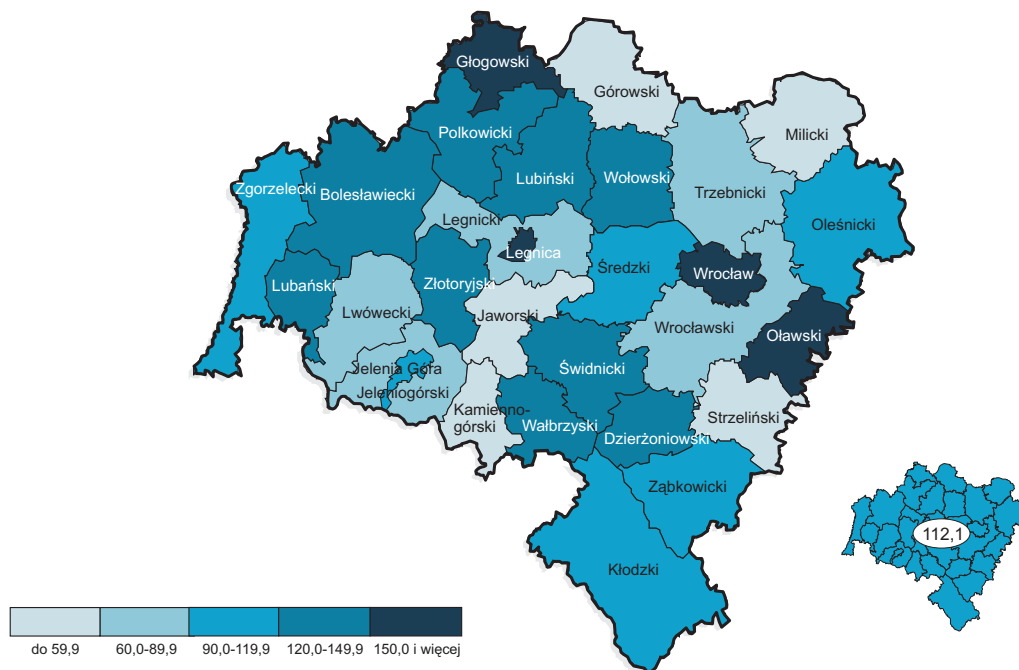 Głogowski
Górowski
Milicki
Polkowicki
Lubiński
Wołowski
Trzebnicki
Zgorzelecki
Bolesławiecki
Legnicki
Oleśnicki
Legnica
Średzki
Wrocław
Lubański
Złotoryjski
Lwówecki
Jaworski
Wrocławski
Oławski
Jelenia Góra
Jeleniogórski
Świdnicki
Kamienno-
górski
Wałbrzyski
Dzierżoniowski
Strzeliński
Ząbkowicki
Kłodzki
112,1
do 59,9
60,0-89,9
90,0-119,9
120,0-149,9
150,0 i więcej